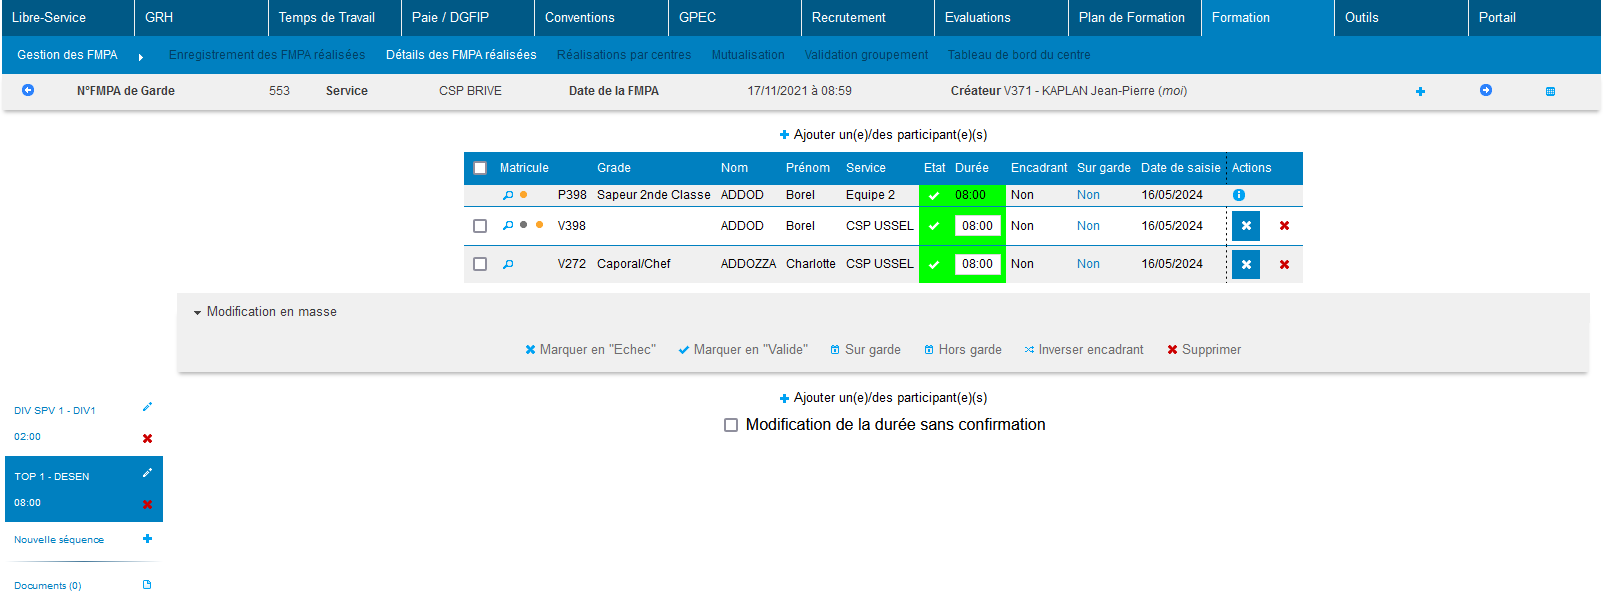 Libre-Service GRH Temps de Travail Paie / DGFIP Conventions GPEC Recrutement Evaluations Plan de Formation Formation Outils Portail
Gestion des FMPA Enregistrement des FMPA réalisées Détails des FMPA réalisées Réalisations par centres Mutualisation Validation groupement Tableau de bord du centre
N°FMPA de Garde 553 Service CSP BRIVE Date de la FMPA 17/11/2021 à 08:59 Créateur V371 - KAPLAN Jean-Pierre (moi)
Ajouter un(e)/des participant(e)(s)
Matricule Grade Nom Prénom Service Etat Durée Encadrant Sur garde Date de saisie Actions
P398 Sapeur 2nde Classe ADDOD Borel Equipe 2 08:00 Non Non 16/05/2024
V398 ADDOD Borel CSP USSEL 08:00 Non Non 16/05/2024
V272 Caporal/Chef ADDOZZA Charlotte CSP USSEL 08:00 Non Non 16/05/2024
Modification en masse
Marquer en "Echec" Marquer en "Valide" Sur garde Hors garde Inverser encadrant Supprimer
Ajouter un(e)/des participant(e)(s)
Modification de la durée sans confirmation
DIV SPV 1 - DIV1
02:00
TOP 1 - DESEN
08:00
Nouvelle séquence
Documents (0)